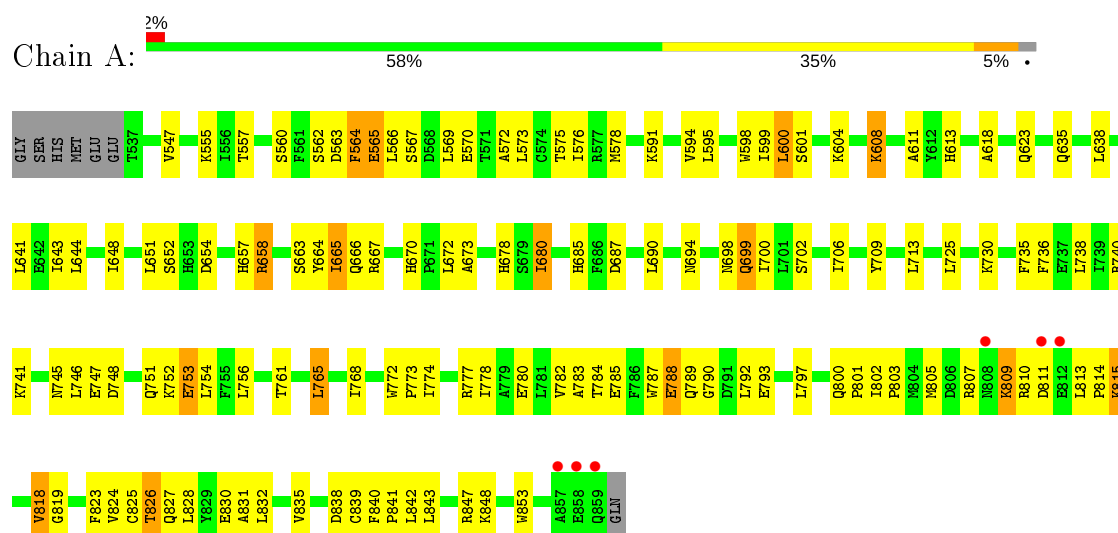 2%
Chain A:
58% 35% 5% •
GLY SER HIS MET GLU GLU T537 V547 K555 I556 T557 S560 F561 S562 D563 F564 E565 L566 S567 D568 L569 E570 T571 A572 L573 C574 T575 I576 R577 M578 K591 V594 L595 W598 I599 L600 S601 K604 K608 A611 Y612 H613 A618 Q623 Q635 L638
L641 E642 I643 L644 I648 L651 S652 H653 D654 H657 R658 S663 Y664 I665 Q666 R667 H670 P671 L672 A673 H678 S679 I680 H685 F686 D687 L690 N694 N698 Q699 I700 L701 S702 I706 Y709 L713 L725 K730 F735 F736 E737 L738 I739 R740
K741 N745 L746 E747 D748 Q751 K752 E753 L754 F755 L756 T761 L765 I768 W772 P773 I774 R777 I778 A779 E780 L781 V782 A783 T784 E785 F786 W787 E788 Q789 G790 D791 L792 E793 L797 Q800 P801 I802 P803 M804 M805 D806 R807 N808 K809 R810 D811 E812 L813 P814 K815
V818 G819 F823 V824 C825 T826 Q827 L828 Y829 E830 A831 L832 V835 D838 C839 F840 P841 L842 L843 R847 K848 W853 A857 E858 Q859 GLN